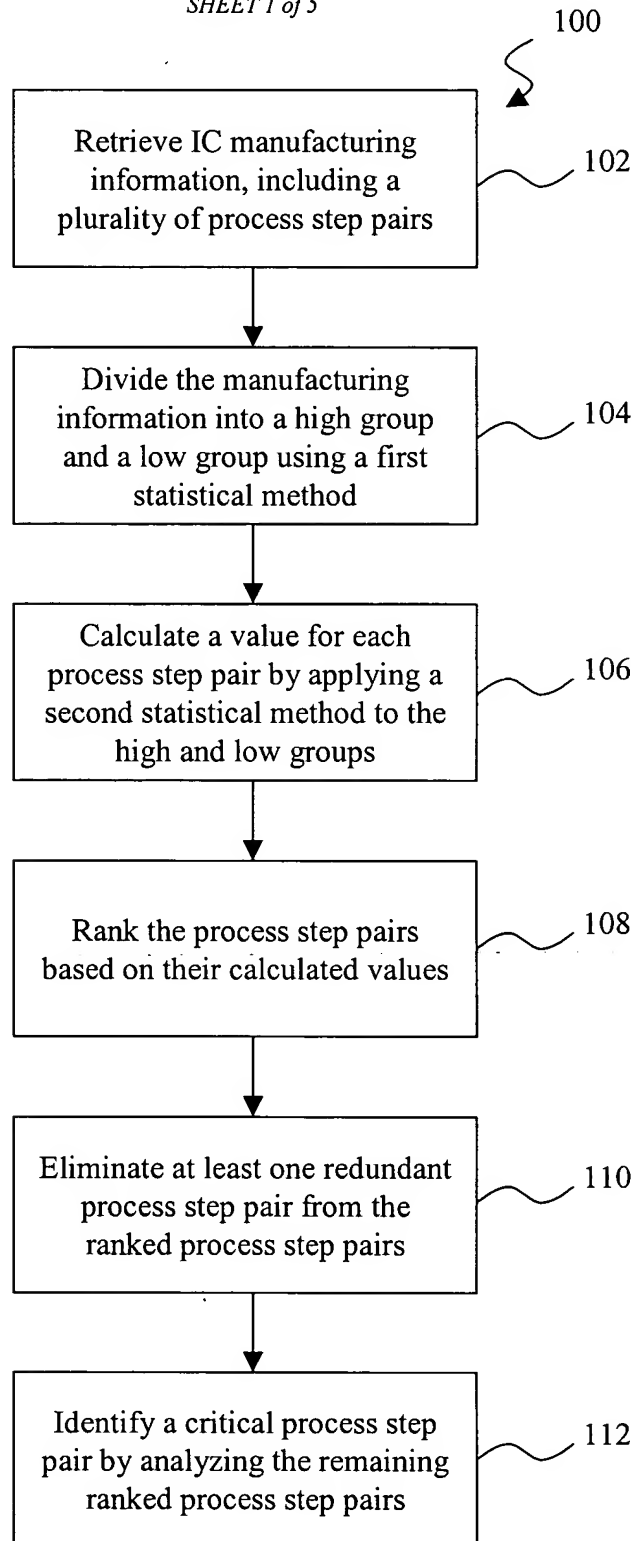 SHEET 1 of 5
100
Retrieve IC manufacturing
information, including a
plurality of process step pairs
102
Divide the manufacturing
information into a high group
and a low group using a first
statistical method
104
Calculate a value for each
process step pair by applying a
second statistical method to the
high and low groups
106
Rank the process step pairs
based on their calculated values
108
Eliminate at least one redundant
process step pair from the
ranked process step pairs
110
Identify a critical process step
pair by analyzing the remaining
ranked process step pairs
112